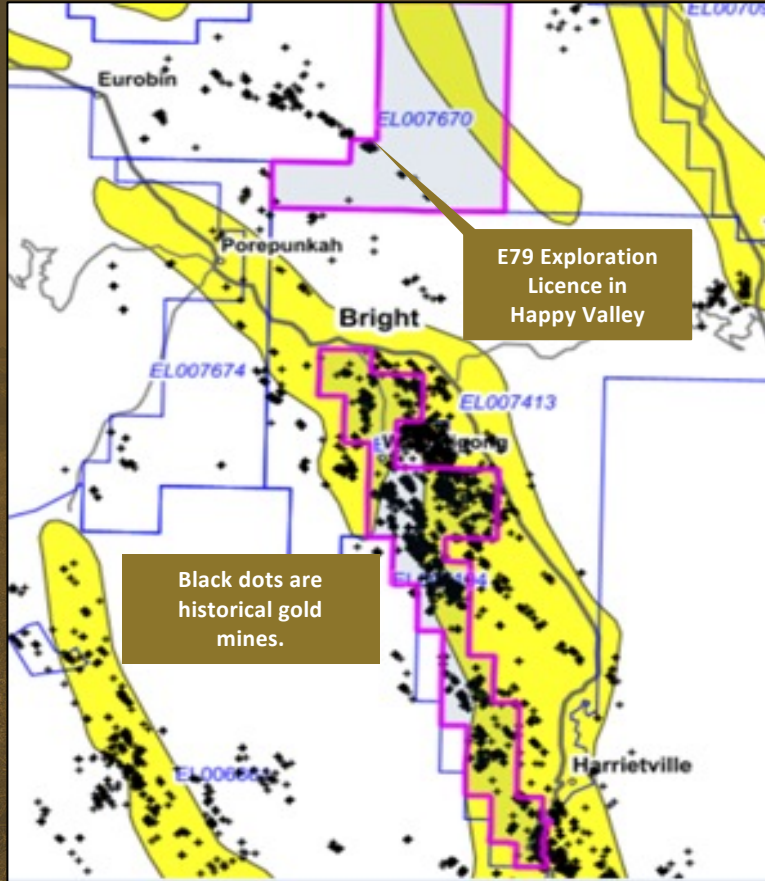 EL00709
Eurobin
EL007670
Porepunkah
E79 Exploration
Licence in
Happy Valley
Bright
EL007674
EL007413
Black dots are
historical gold
mines.
Harrietville